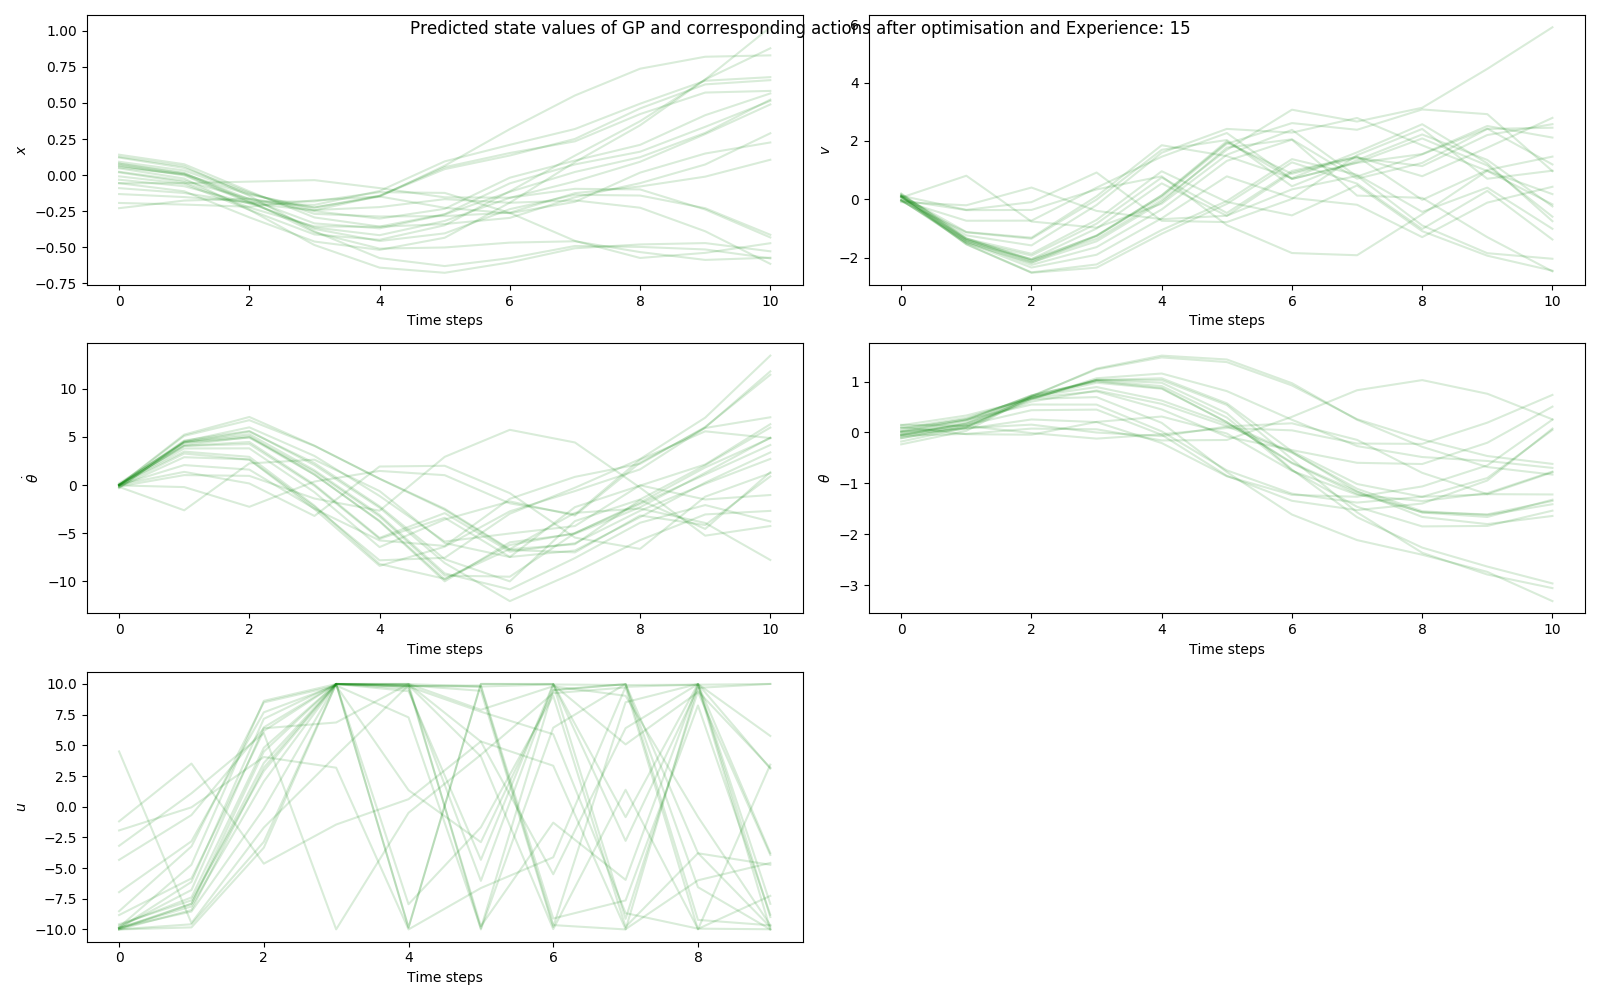 Predicted state values of GP and corresponding actions after optimisation and Experience: 15
1.00
0.75
0.50
0.25
0.00
−0.25
−0.50
−0.75
x
0 2 4 6 8 10
Time steps
6
4
2
0
−2
v
0 2 4 6 8 10
Time steps
10
5
0
−5
−10
θ̇
0 2 4 6 8 10
Time steps
1
0
−1
−2
−3
θ
0 2 4 6 8 10
Time steps
10.0
7.5
5.0
2.5
0.0
−2.5
−5.0
−7.5
−10.0
u
0 2 4 6 8
Time steps